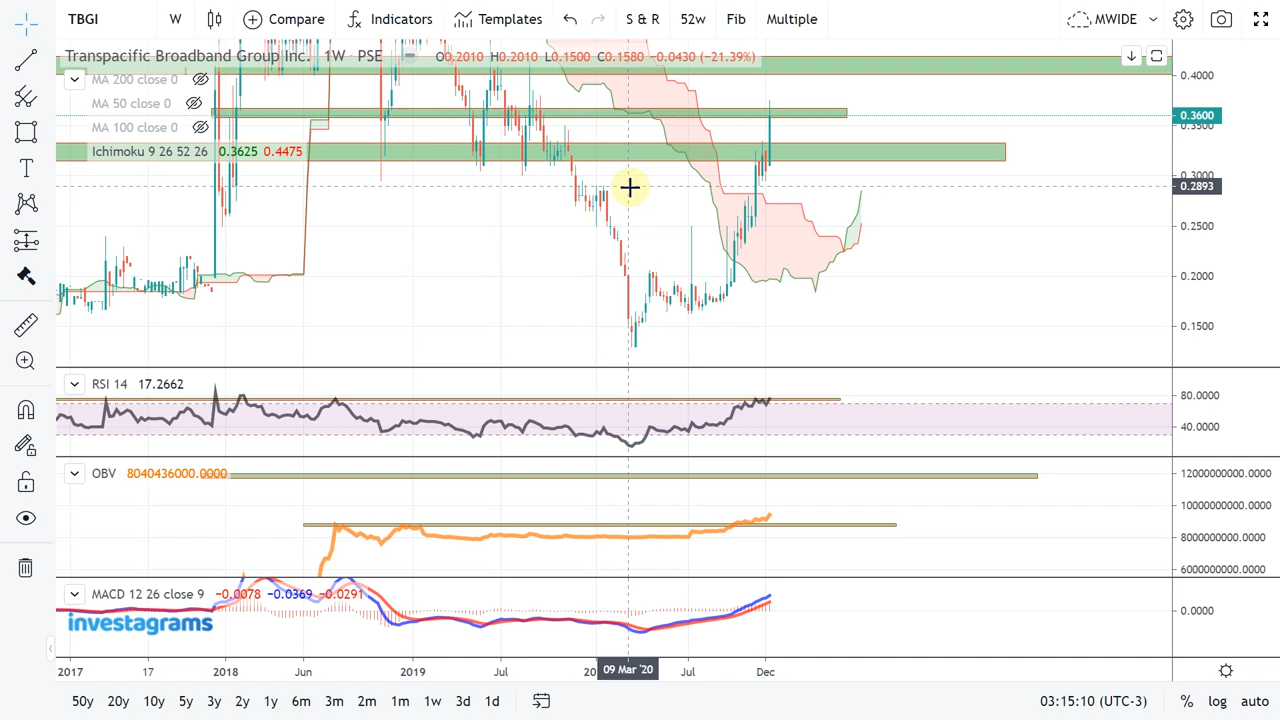 TBGI W Compare Indicators Templates S & R 52w Fib Multiple MWIDE
Transpacific Broadband Group Inc. 1W PSE O0.2010 H0.2010 L0.1500 C0.1580 −0.0430 (−21.39%)
MA 200 close 0
MA 50 close 0
MA 100 close 0
Ichimoku 9 26 52 26 0.3625 0.4475
0.4000
0.3600
0.3500
0.3000
0.2893
0.2500
0.2000
0.1500
RSI 14 17.2662
80.0000
40.0000
OBV 8040436000.0000
12000000000.0000
10000000000.0000
8000000000.0000
6000000000.0000
MACD 12 26 close 9 −0.0078 −0.0369 −0.0291
0.0000
investagrams
2017 17 2018 Jun 2019 Jul 20 09 Mar '20 Jul Dec
50y 20y 10y 5y 3y 2y 1y 6m 3m 2m 1m 1w 3d 1d 03:15:10 (UTC-3) % log auto